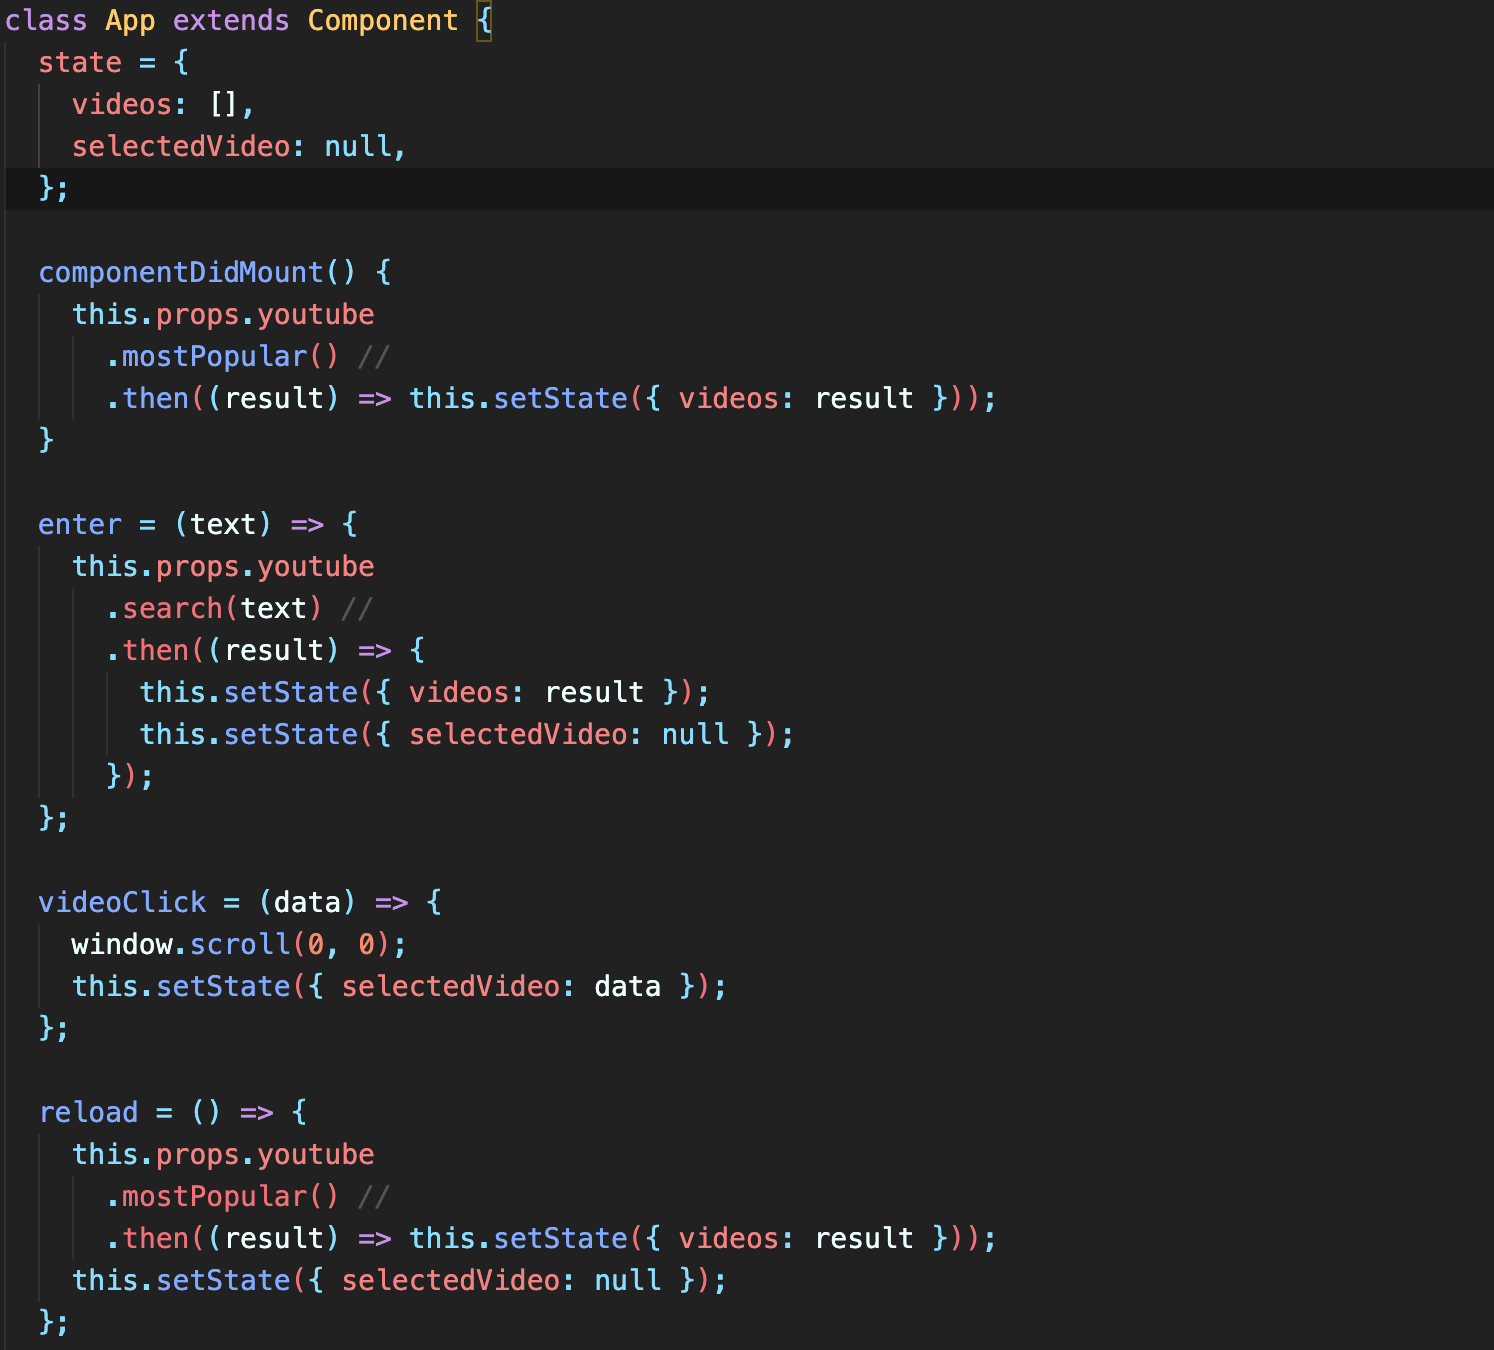 class App extends Component {
  state = {
    videos: [],
    selectedVideo: null,
  };

  componentDidMount() {
    this.props.youtube
      .mostPopular() //
      .then((result) => this.setState({ videos: result }));
  }

  enter = (text) => {
    this.props.youtube
      .search(text) //
      .then((result) => {
        this.setState({ videos: result });
        this.setState({ selectedVideo: null });
      });
  };

  videoClick = (data) => {
    window.scroll(0, 0);
    this.setState({ selectedVideo: data });
  };

  reload = () => {
    this.props.youtube
      .mostPopular() //
      .then((result) => this.setState({ videos: result }));
    this.setState({ selectedVideo: null });
  };